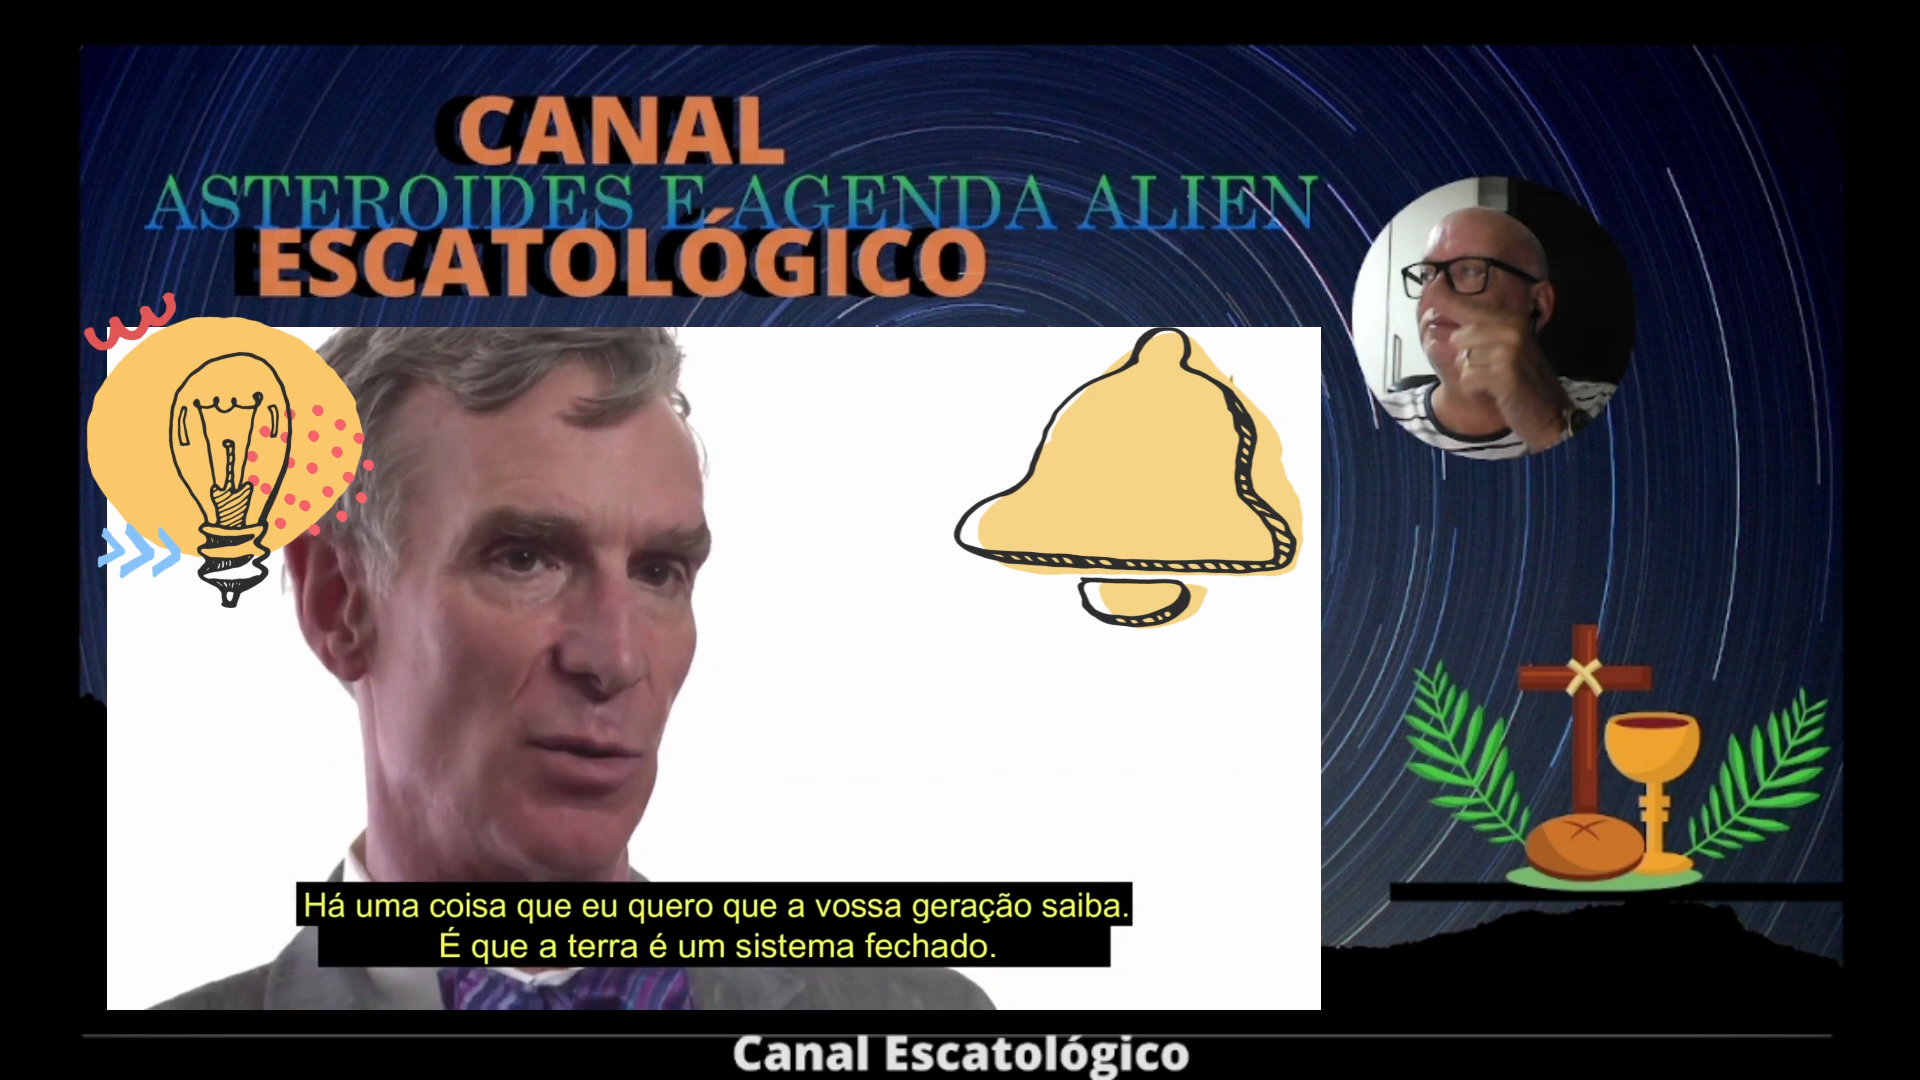 CANAL
ASTEROIDES E AGENDA ALIEN
ESCATOLÓGICO
Há uma coisa que eu quero que a vossa geração saiba.
É que a terra é um sistema fechado.
Canal Escatológico